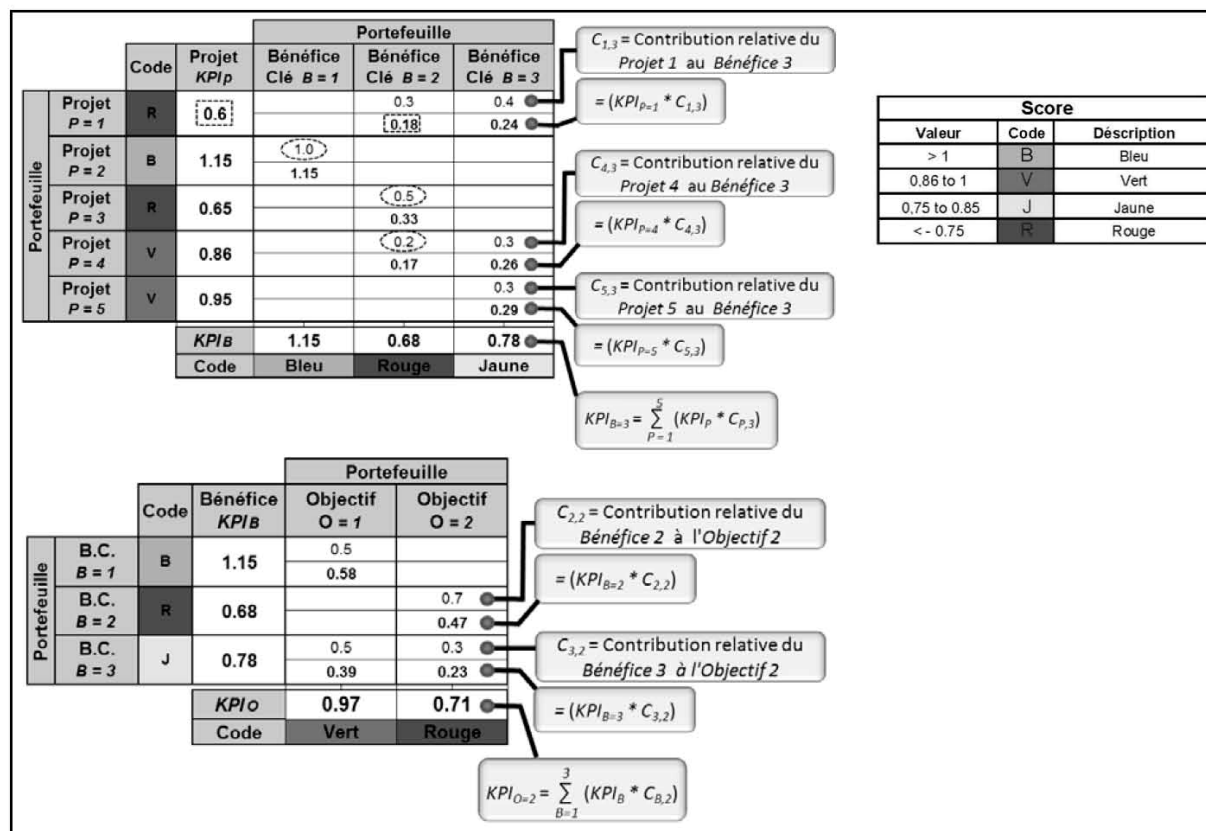 Portefeuille
Code Projet KPIP Bénéfice Clé B = 1 Bénéfice Clé B = 2 Bénéfice Clé B = 3
Portefeuille
Projet P = 1 R 0.6 0.3 0.4
0.18 0.24
Projet P = 2 B 1.15 1.0
1.15
Projet P = 3 R 0.65 0.5
0.33
Projet P = 4 V 0.86 0.2 0.3
0.17 0.26
Projet P = 5 V 0.95 0.3
0.29
KPIB 1.15 0.68 0.78
Code Bleu Rouge Jaune
C1,3 = Contribution relative du
Projet 1 au Bénéfice 3
= (KPIP=1 * C1,3)
C4,3 = Contribution relative du
Projet 4 au Bénéfice 3
= (KPIP=4 * C4,3)
C5,3 = Contribution relative du
Projet 5 au Bénéfice 3
= (KPIP=5 * C5,3)
KPIB=3 = 5 ∑ P = 1 (KPIP * CP,3)
Score
Valeur Code Déscription
> 1 B Bleu
0,86 to 1 V Vert
0,75 to 0.85 J Jaune
< - 0.75 R Rouge
Portefeuille
Code Bénéfice KPIB Objectif O = 1 Objectif O = 2
Portefeuille
B.C. B = 1 B 1.15 0.5
0.58
B.C. B = 2 R 0.68 0.7
0.47
B.C. B = 3 J 0.78 0.5 0.3
0.39 0.23
KPIO 0.97 0.71
Code Vert Rouge
C2,2 = Contribution relative du
Bénéfice 2 à l'Objectif 2
= (KPIB=2 * C2,2)
C3,2 = Contribution relative du
Bénéfice 3 à l'Objectif 2
= (KPIB=3 * C3,2)
KPIO=2 = 3 ∑ B=1 (KPIB * CB,2)